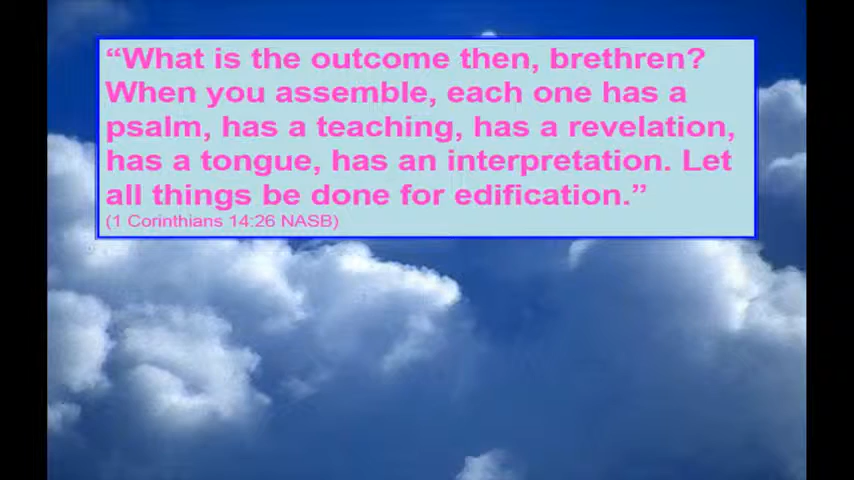 “What is the outcome then, brethren?
When you assemble, each one has a
psalm, has a teaching, has a revelation,
has a tongue, has an interpretation. Let
all things be done for edification.”
(1 Corinthians 14:26 NASB)